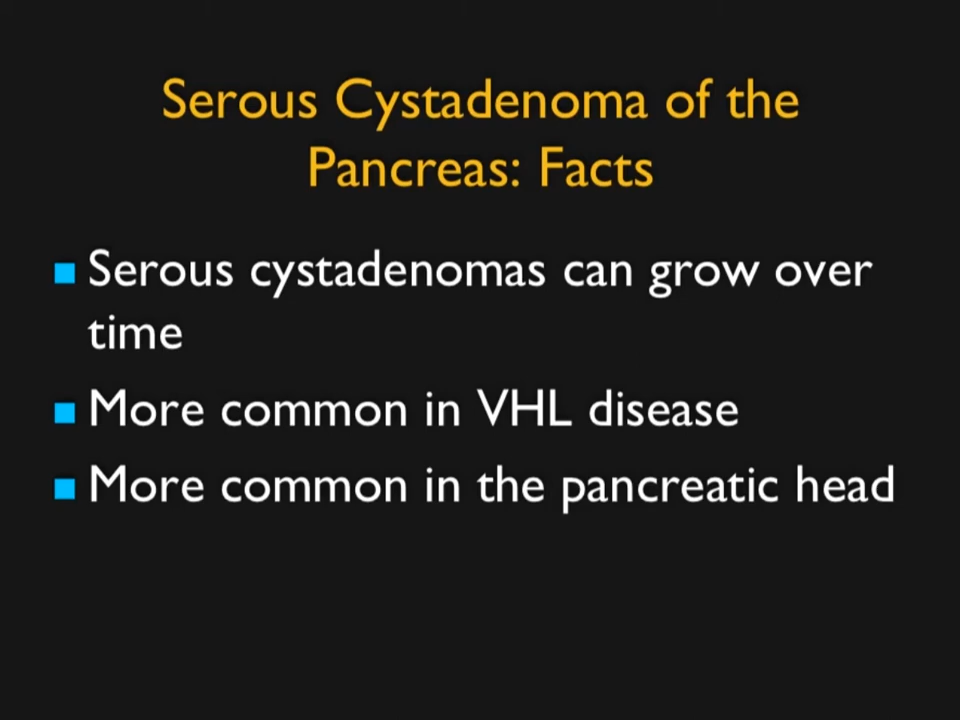 Serous Cystadenoma of the
Pancreas: Facts
Serous cystadenomas can grow over
time
More common in VHL disease
More common in the pancreatic head